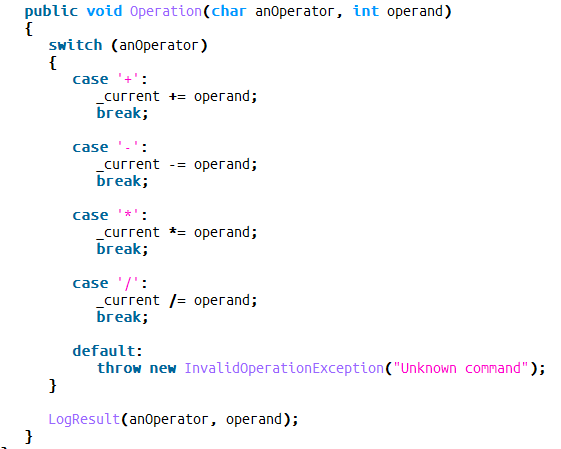 public void Operation(char anOperator, int operand)
{
switch (anOperator)
{
case '+':
_current += operand;
break;
case '-':
_current -= operand;
break;
case '*':
_current *= operand;
break;
case '/':
_current /= operand;
break;
default:
throw new InvalidOperationException("Unknown command");
}
LogResult(anOperator, operand);
}